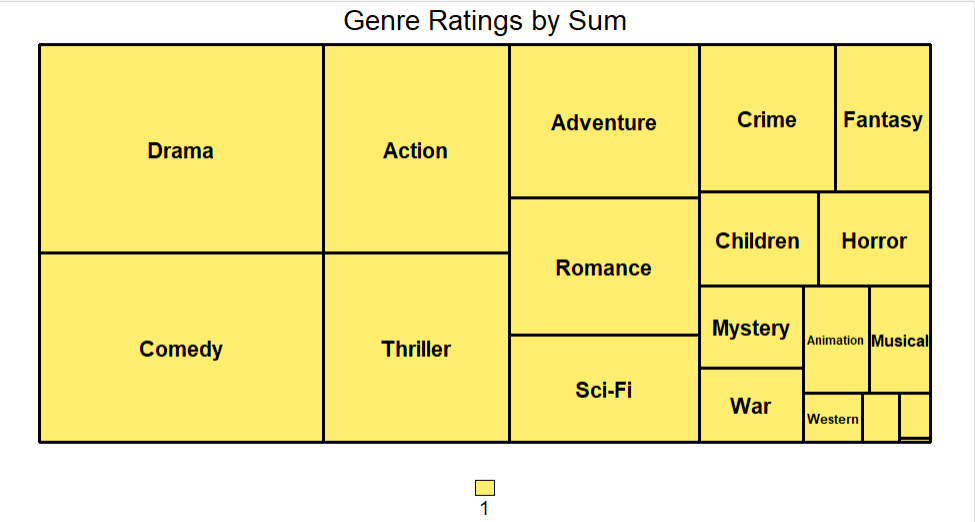 Genre Ratings by Sum
Drama
Action
Adventure
Crime
Fantasy
Children
Horror
Romance
Mystery
Animation
Musical
Comedy
Thriller
Sci-Fi
War
Western
1